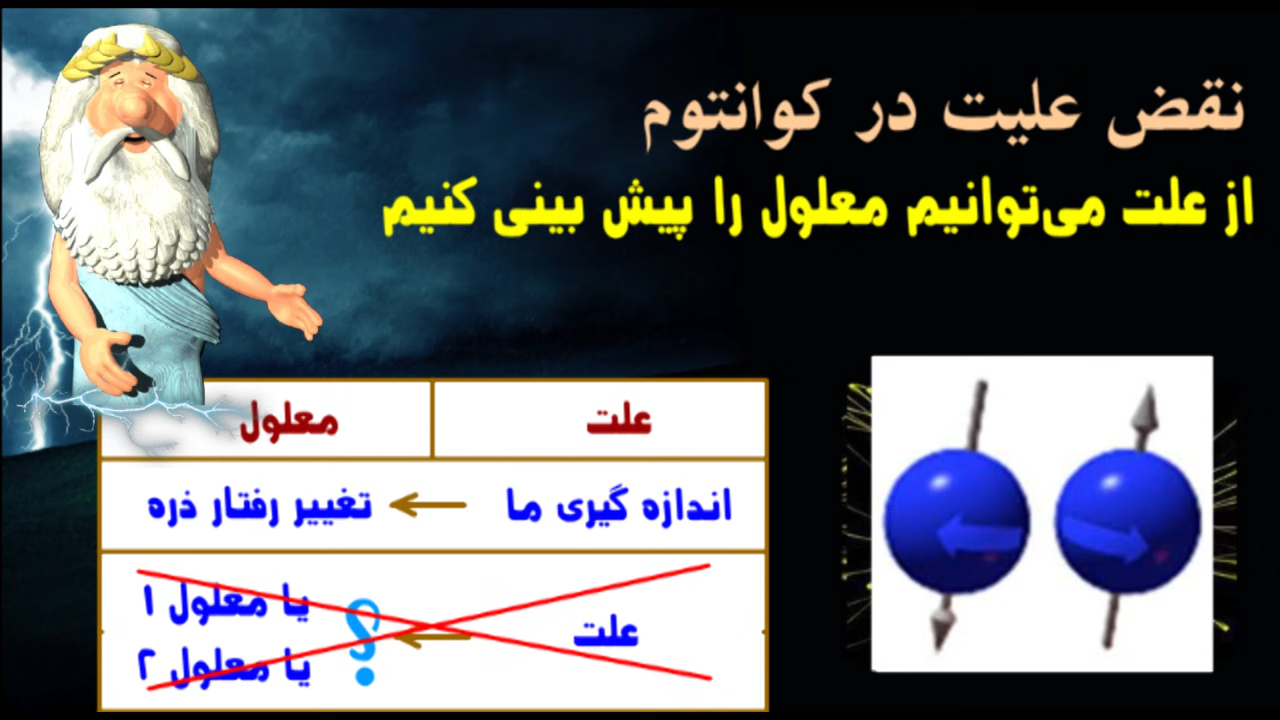 نقض علیت در کوانتوم
از علت می‌توانیم معلول را پیش بینی کنیم
علت معلول
اندازه گیری ما تغییر رفتار ذره
علت ؟ یا معلول ۱
یا معلول ۲